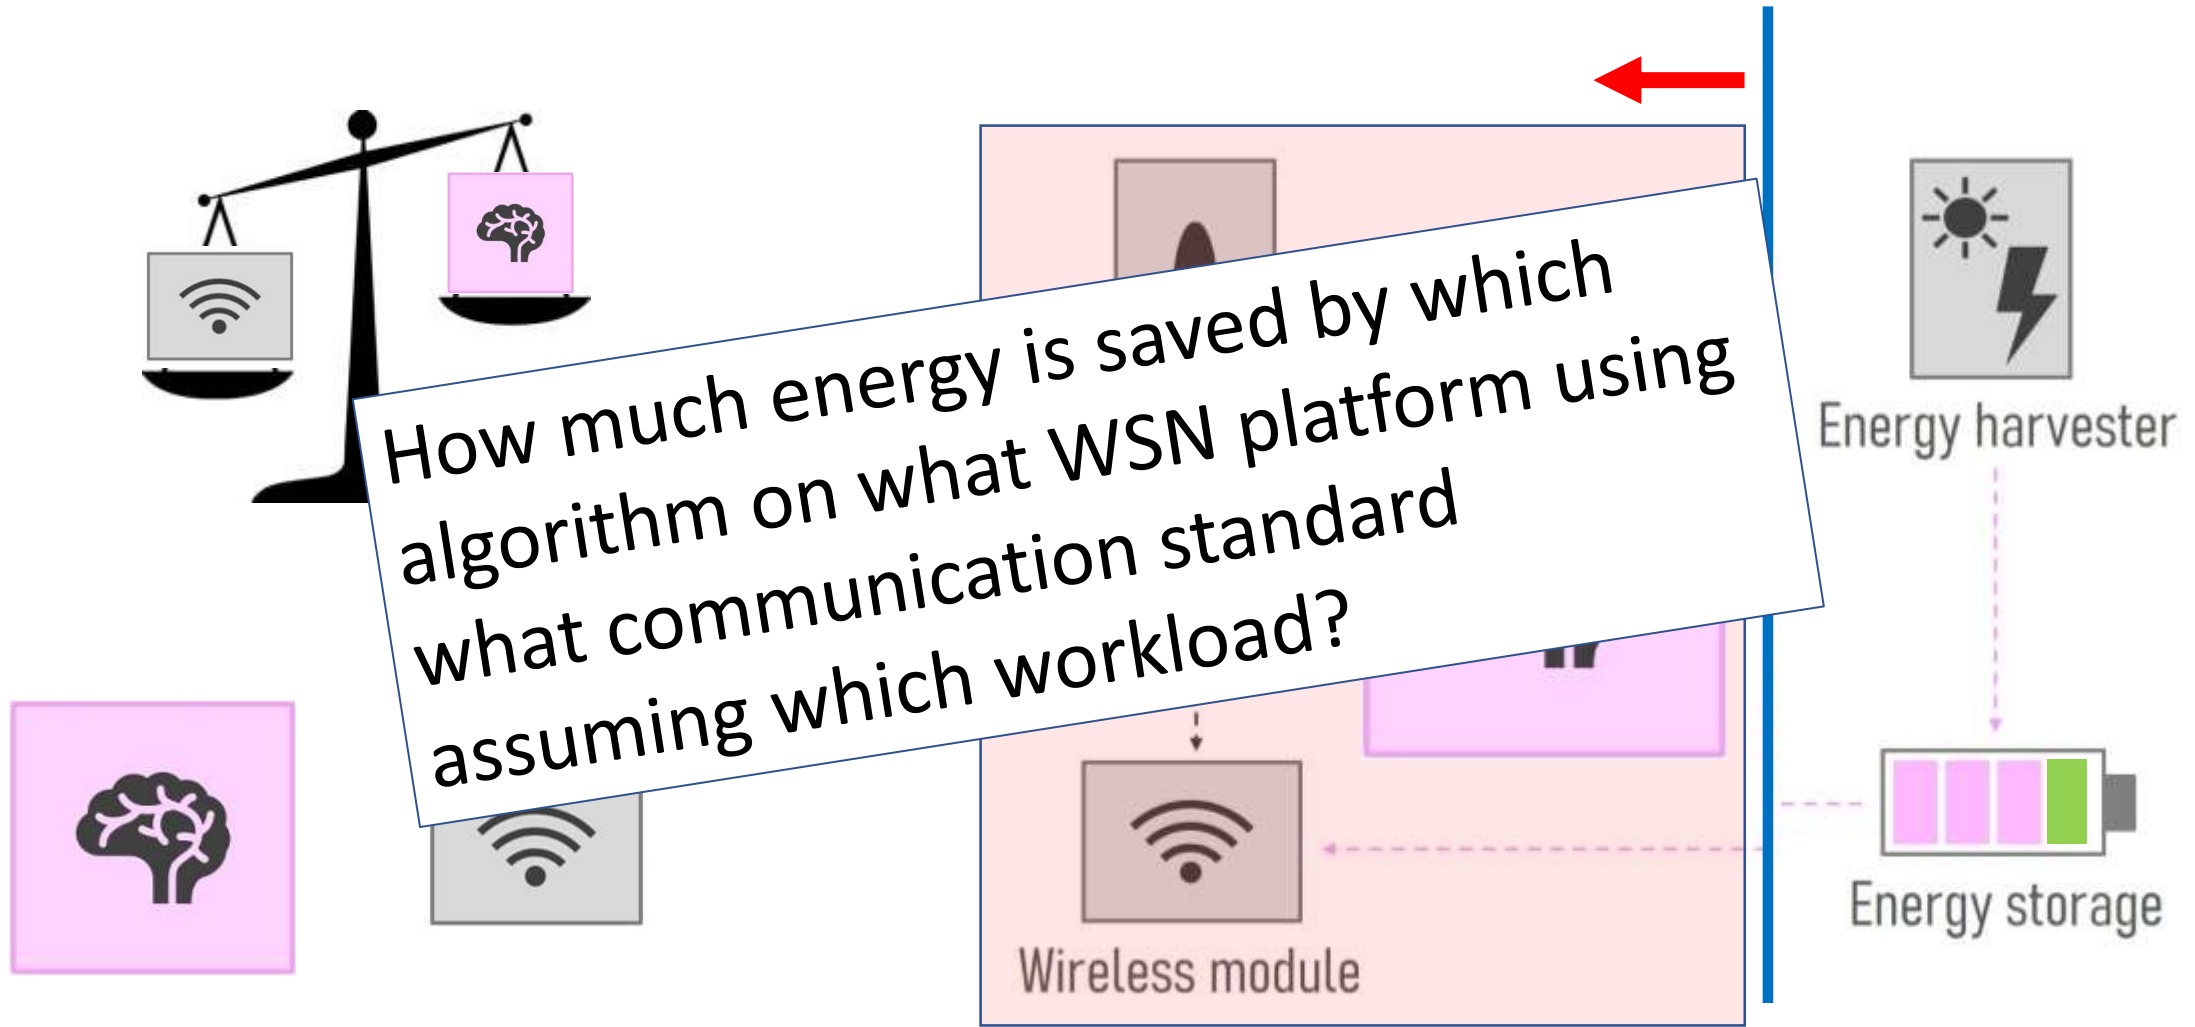 How much energy is saved by which
algorithm on what WSN platform using
what communication standard
assuming which workload?
Energy harvester
Energy storage
Wireless module